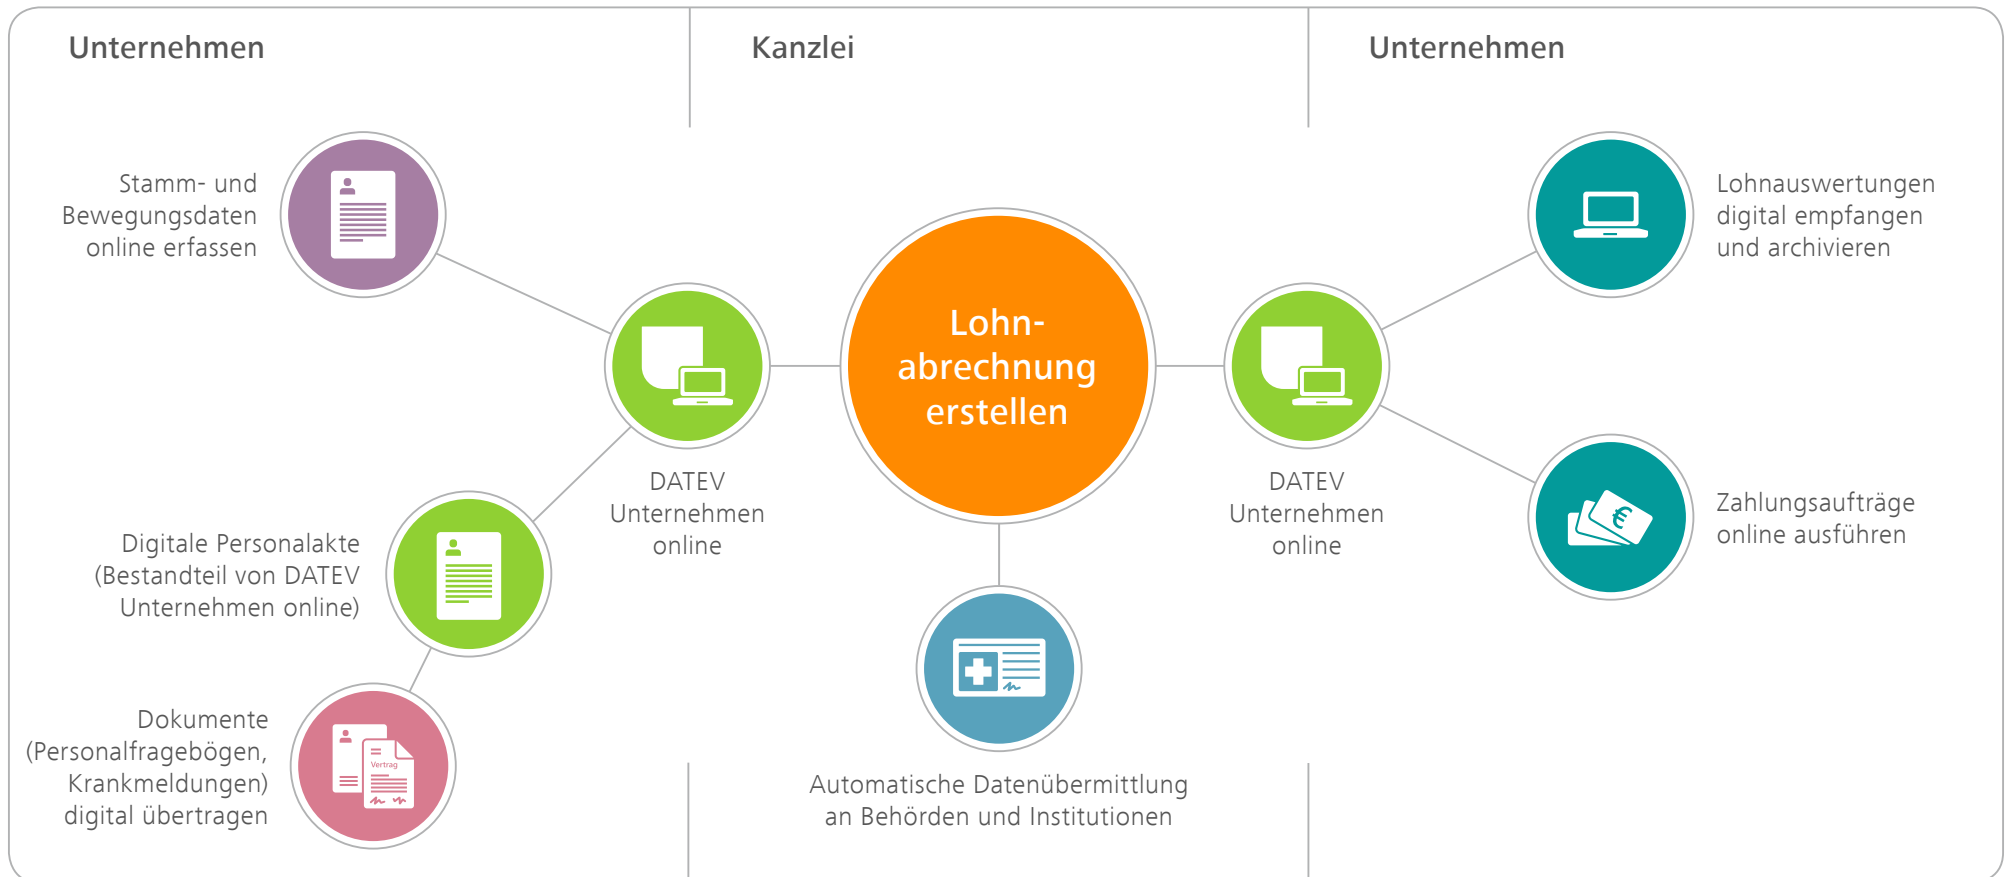 Unternehmen
Kanzlei
Unternehmen
Stamm- und
Bewegungsdaten
online erfassen
Digitale Personalakte
(Bestandteil von DATEV
Unternehmen online)
Dokumente
(Personalfragebögen,
Krankmeldungen)
digital übertragen
Vertrag
DATEV
Unternehmen
online
Lohn-
abrechnung
erstellen
Automatische Datenübermittlung
an Behörden und Institutionen
DATEV
Unternehmen
online
Lohnauswertungen
digital empfangen
und archivieren
€
Zahlungsaufträge
online ausführen